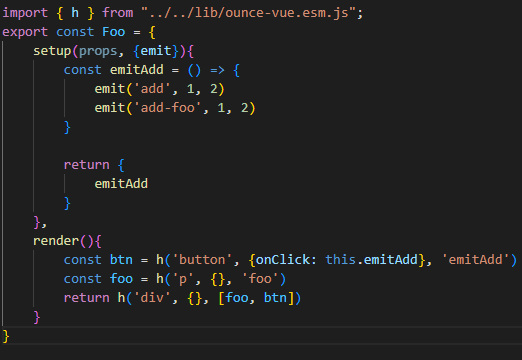 import { h } from "../../lib/ounce-vue.esm.js";
export const Foo = {
    setup(props, {emit}){
        const emitAdd = () => {
            emit('add', 1, 2)
            emit('add-foo', 1, 2)
        }

        return {
            emitAdd
        }
    },
    render(){
        const btn = h('button', {onClick: this.emitAdd}, 'emitAdd')
        const foo = h('p', {}, 'foo')
        return h('div', {}, [foo, btn])
    }
}